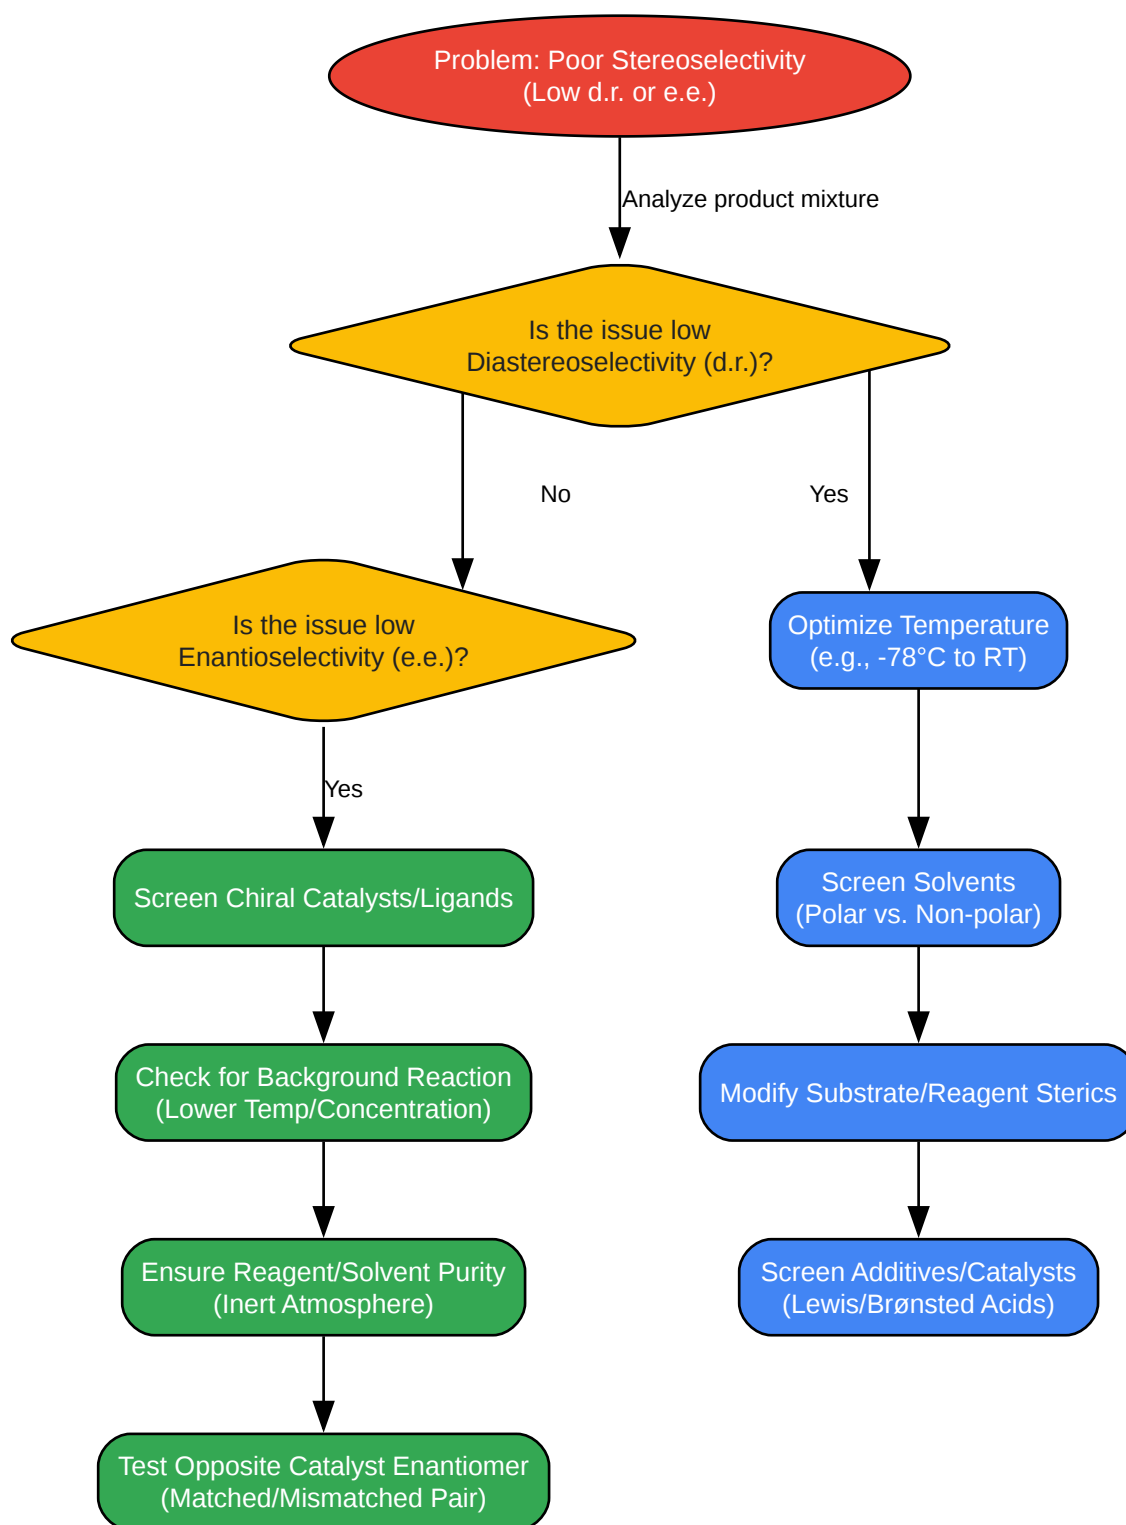 Problem: Poor Stereoselectivity
(Low d.r. or e.e.)
Analyze product mixture
Is the issue low
Diastereoselectivity (d.r.)?
No
Yes
Is the issue low
Enantioselectivity (e.e.)?
Optimize Temperature
(e.g., -78°C to RT)
Yes
Screen Chiral Catalysts/Ligands
Screen Solvents
(Polar vs. Non-polar)
Check for Background Reaction
(Lower Temp/Concentration)
Modify Substrate/Reagent Sterics
Ensure Reagent/Solvent Purity
(Inert Atmosphere)
Screen Additives/Catalysts
(Lewis/Brønsted Acids)
Test Opposite Catalyst Enantiomer
(Matched/Mismatched Pair)